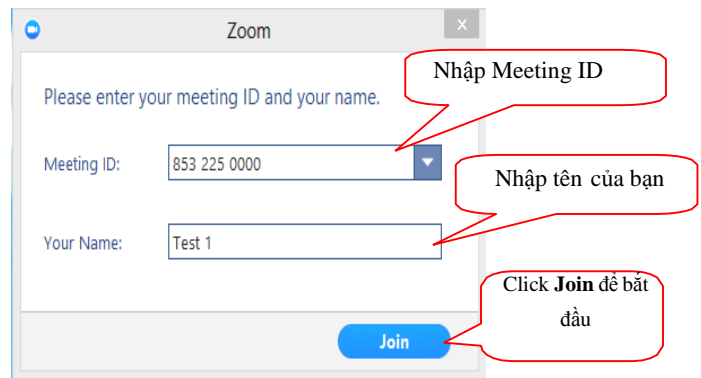 Zoom
x
Nhập Meeting ID
Please enter your meeting ID and your name.
Meeting ID:
853 225 0000
Nhập tên của bạn
Your Name:
Test 1
Click Join để bắt
đầu
Join